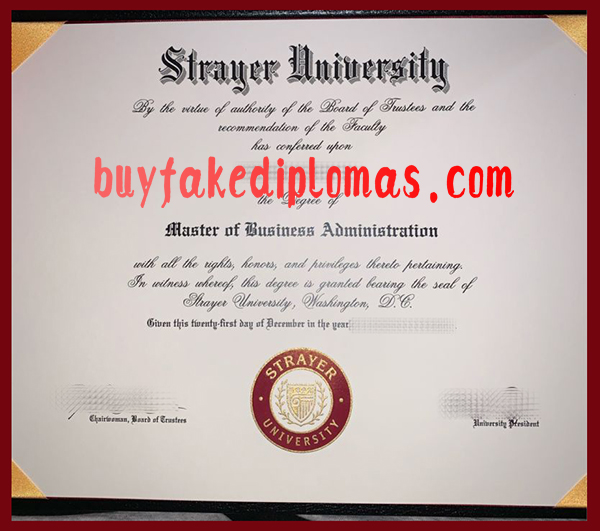 Strayer University
By the virtue of authority of the Board of Trustees and the
recommendation of the Faculty
has conferred upon
buyfakediplomas.com
the Degree of
Master of Business Administration
with all the rights, honors, and privileges thereto pertaining.
In witness whereof, this degree is granted bearing the seal of
Strayer University, Washington, D.C.
Given this twenty-first day of December in the year
STRAYER
UNIVERSITY
Chairwoman, Board of Trustees
University President